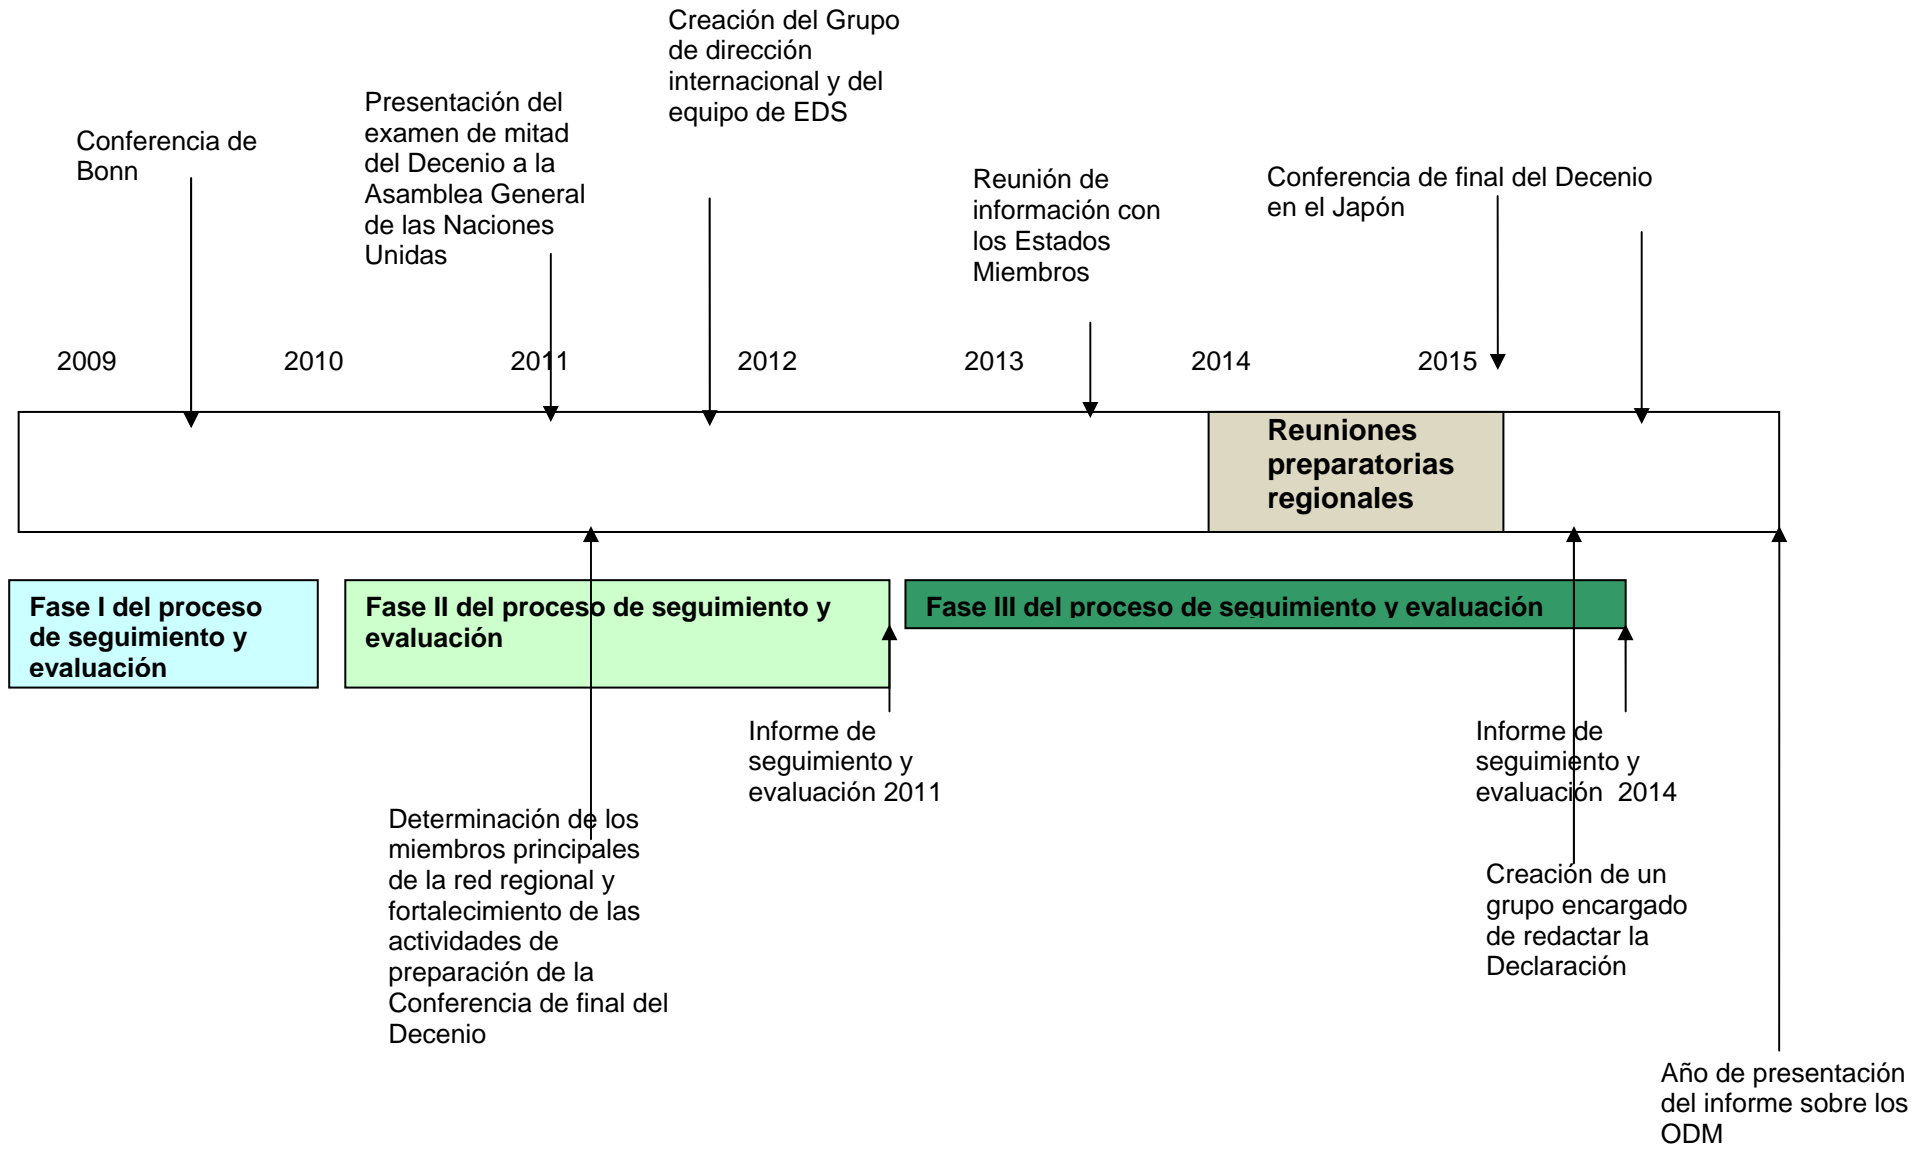 Creación del Grupo
de dirección
internacional y del
equipo de EDS
Presentación del
examen de mitad
del Decenio a la
Asamblea General
de las Naciones
Unidas
Conferencia de
Bonn
Reunión de
información con
los Estados
Miembros
Conferencia de final del Decenio
en el Japón
2009 2010 2011 2012 2013 2014 2015
Reuniones
preparatorias
regionales
Fase I del proceso
de seguimiento y
evaluación
Fase II del proceso de seguimiento y
evaluación
Fase III del proceso de seguimiento y evaluación
Informe de
seguimiento y
evaluación 2011
Informe de
seguimiento y
evaluación  2014
Determinación de los
miembros principales
de la red regional y
fortalecimiento de las
actividades de
preparación de la
Conferencia de final del
Decenio
Creación de un
grupo encargado
de redactar la
Declaración
Año de presentación
del informe sobre los
ODM